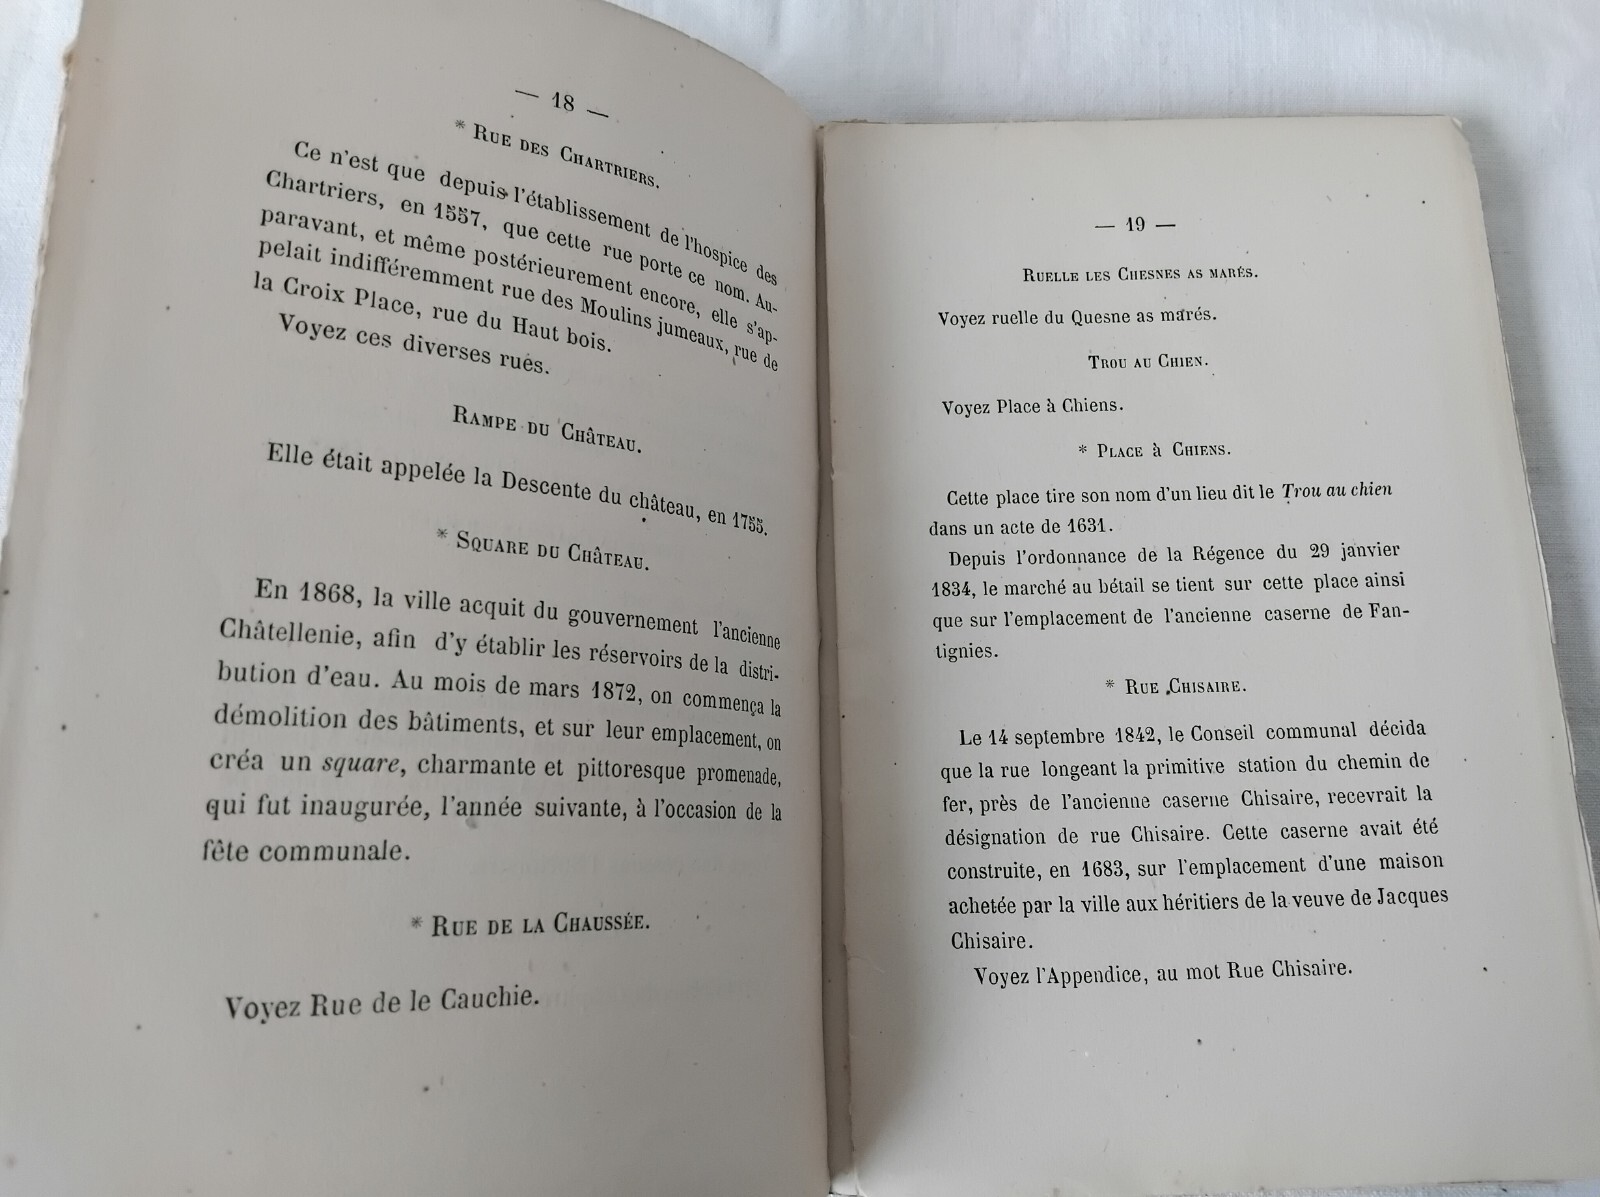 — 18 —
* Rue des Chartriers.
Ce n'est que depuis l'établissement de l'hospice des
Chartriers, en 1557, que cette rue porte ce nom. Au-
paravant, et même postérieurement encore, elle s'ap-
pelait indifféremment rue des Moulins jumeaux, rue de
la Croix Place, rue du Haut bois.
Voyez ces diverses rues.
Rampe du Château.
Elle était appelée la Descente du château, en 1755.
* Square du Château.
En 1868, la ville acquit du gouvernement l'ancienne
Châtellenie, afin d'y établir les réservoirs de la distri-
bution d'eau. Au mois de mars 1872, on commença la
démolition des bâtiments, et sur leur emplacement, on
créa un square, charmante et pittoresque promenade,
qui fut inaugurée, l'année suivante, à l'occasion de la
fête communale.
* Rue de la Chaussée.
Voyez Rue de le Cauchie.
— 19 —
Ruelle les Chesnes as marés.
Voyez ruelle du Quesne as marés.
Trou au Chien.
Voyez Place à Chiens.
* Place à Chiens.
Cette place tire son nom d'un lieu dit le Trou au chien
dans un acte de 1631.
Depuis l'ordonnance de la Régence du 29 janvier
1834, le marché au bétail se tient sur cette place ainsi
que sur l'emplacement de l'ancienne caserne de Fan-
tignies.
* Rue Chisaire.
Le 14 septembre 1842, le Conseil communal décida
que la rue longeant la primitive station du chemin de
fer, près de l'ancienne caserne Chisaire, recevrait la
désignation de rue Chisaire. Cette caserne avait été
construite, en 1683, sur l'emplacement d'une maison
achetée par la ville aux héritiers de la veuve de Jacques
Chisaire.
Voyez l'Appendice, au mot Rue Chisaire.